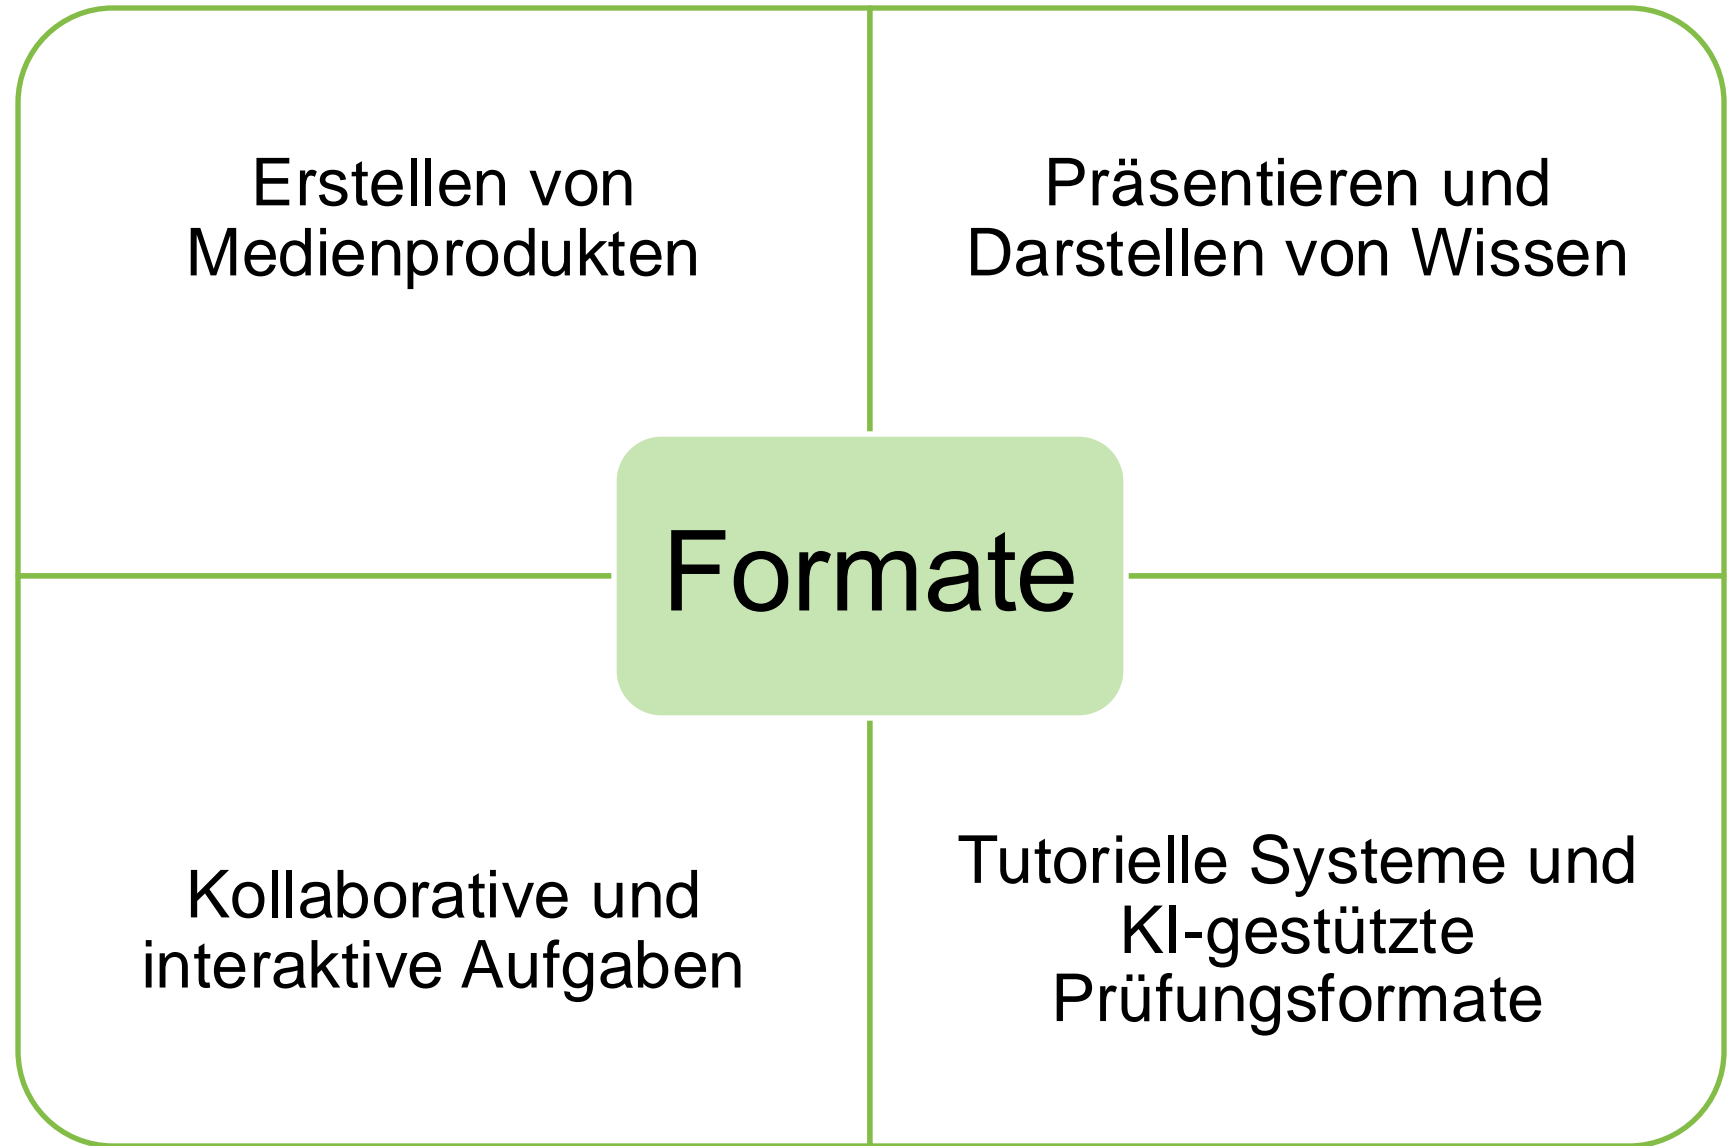 Erstellen von
Medienprodukten
Präsentieren und
Darstellen von Wissen
Formate
Kollaborative und
interaktive Aufgaben
Tutorielle Systeme und
KI-gestützte
Prüfungsformate